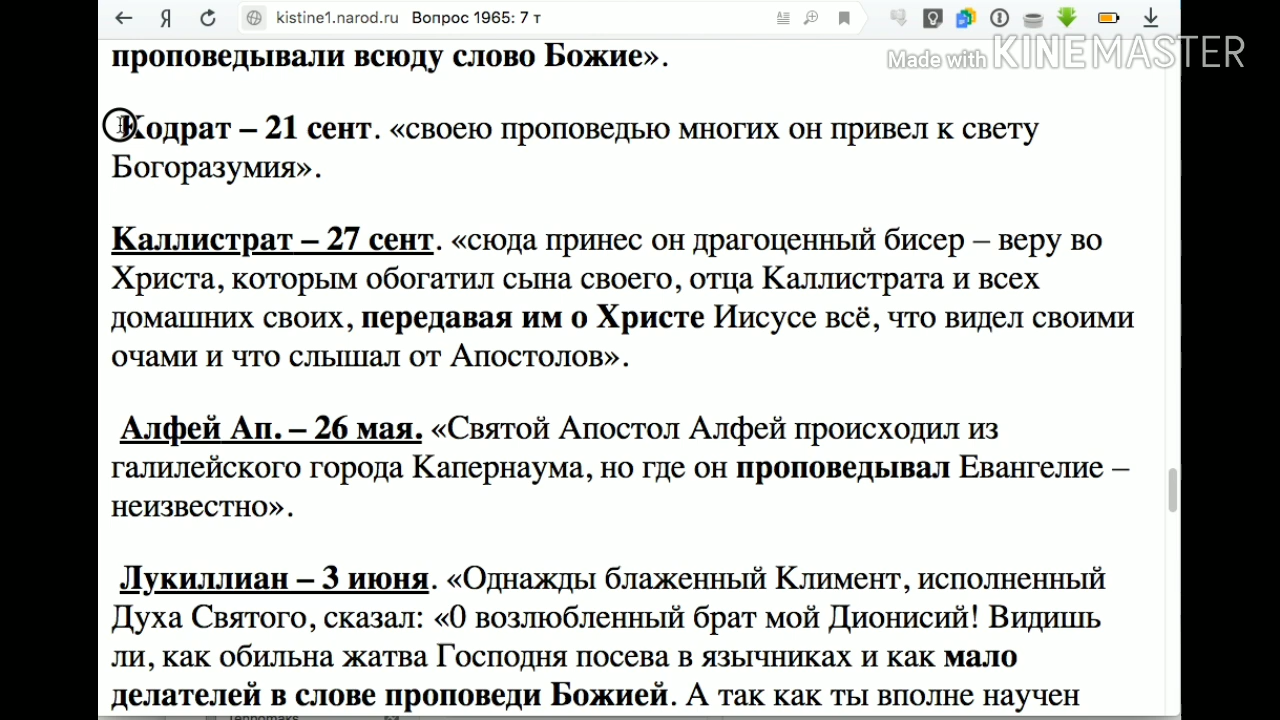 kistine1.narod.ru Вопрос 1965: 7 т
Made with KINEMASTER
проповедывали всюду слово Божие».
Кодрат – 21 сент. «своею проповедью многих он привел к свету
Богоразумия».
Каллистрат – 27 сент. «сюда принес он драгоценный бисер – веру во
Христа, которым обогатил сына своего, отца Каллистрата и всех
домашних своих, передавая им о Христе Иисусе всё, что видел своими
очами и что слышал от Апостолов».
Алфей Ап. – 26 мая. «Святой Апостол Алфей происходил из
галилейского города Капернаума, но где он проповедывал Евангелие –
неизвестно».
Лукиллиан – 3 июня. «Однажды блаженный Климент, исполненный
Духа Святого, сказал: «0 возлюбленный брат мой Дионисий! Видишь
ли, как обильна жатва Господня посева в язычниках и как мало
делателей в слове проповеди Божией. А так как ты вполне научен